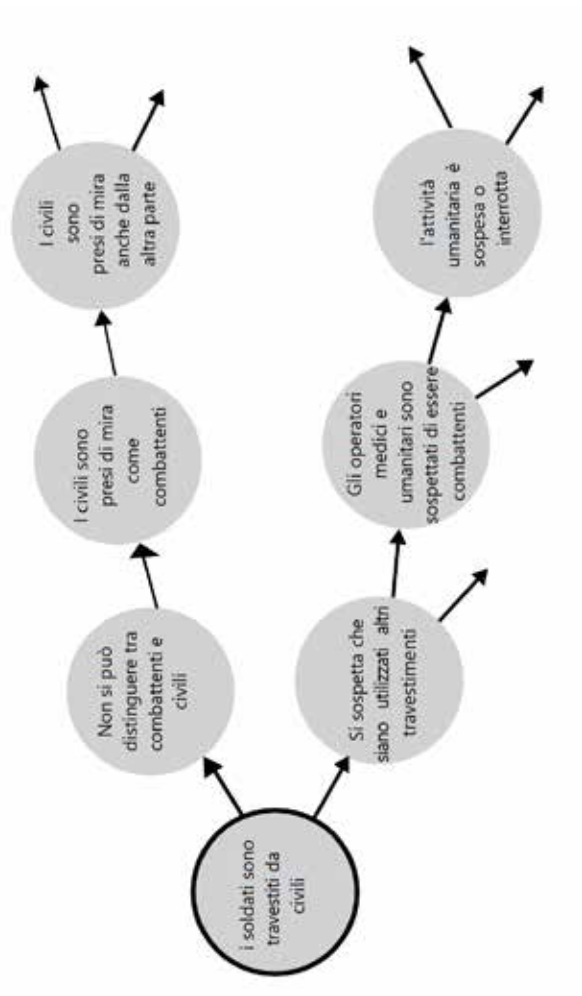 i soldati sono
travestiti da
civili
Non si può
distinguere tra
combattenti e
civili
I civili sono
presi di mira
come
combattenti
I civili
sono
presi di mira
anche dalla
altra parte
Si sospetta che
siano utilizzati altri
travestimenti
Gli operatori
medici e
umanitari sono
sospettati di essere
combattenti
l'attività
umanitaria è
sospesa o
interrotta